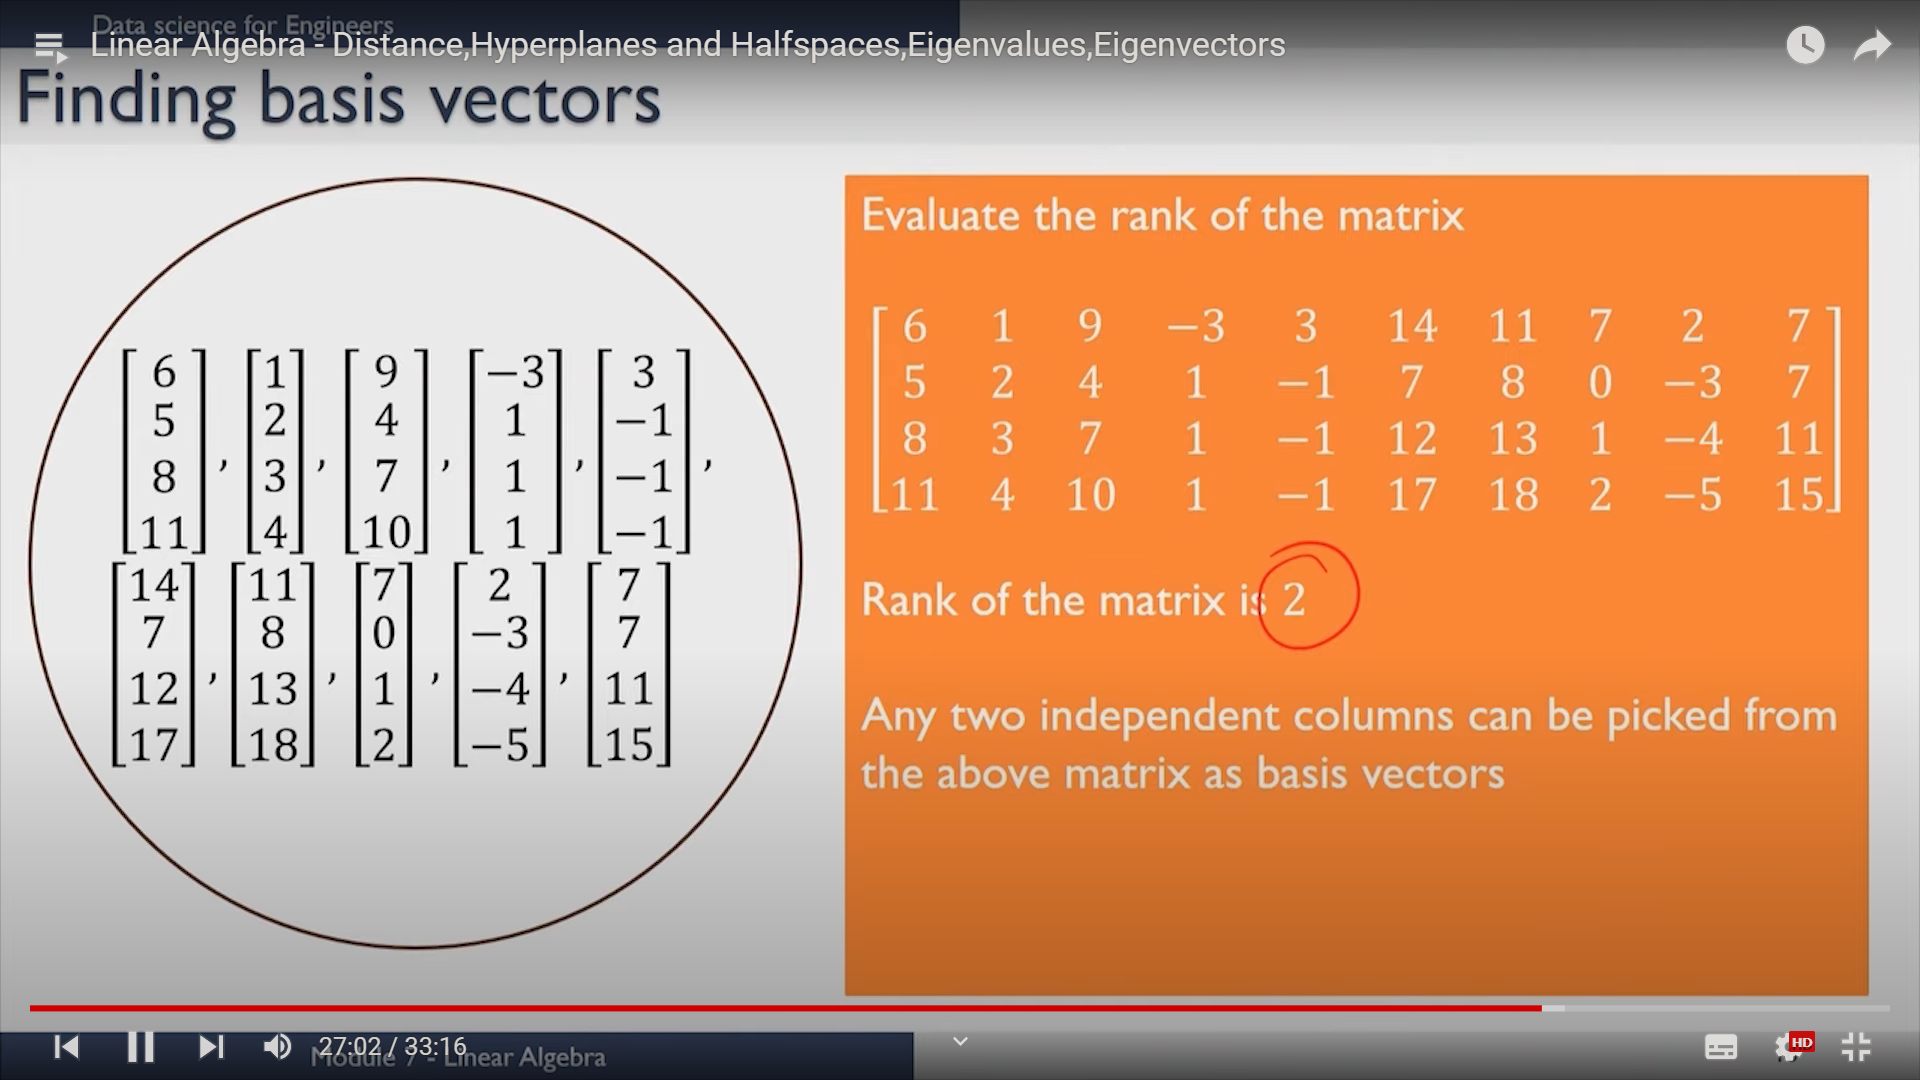 Data science for Engineers
Linear Algebra - Distance,Hyperplanes and Halfspaces,Eigenvalues,Eigenvectors
Finding basis vectors
[6 5 8 11], [1 2 3 4], [9 4 7 10], [−3 1 1 1], [3 −1 −1 −1],
[14 7 12 17], [11 8 13 18], [7 0 1 2], [2 −3 −4 −5], [7 7 11 15]
Evaluate the rank of the matrix
6 1 9 −3 3 14 11 7 2 7
5 2 4 1 −1 7 8 0 −3 7
8 3 7 1 −1 12 13 1 −4 11
11 4 10 1 −1 17 18 2 −5 15
Rank of the matrix is 2
Any two independent columns can be picked from
the above matrix as basis vectors
27:02 / 33:16
Module 7 - Linear Algebra
HD